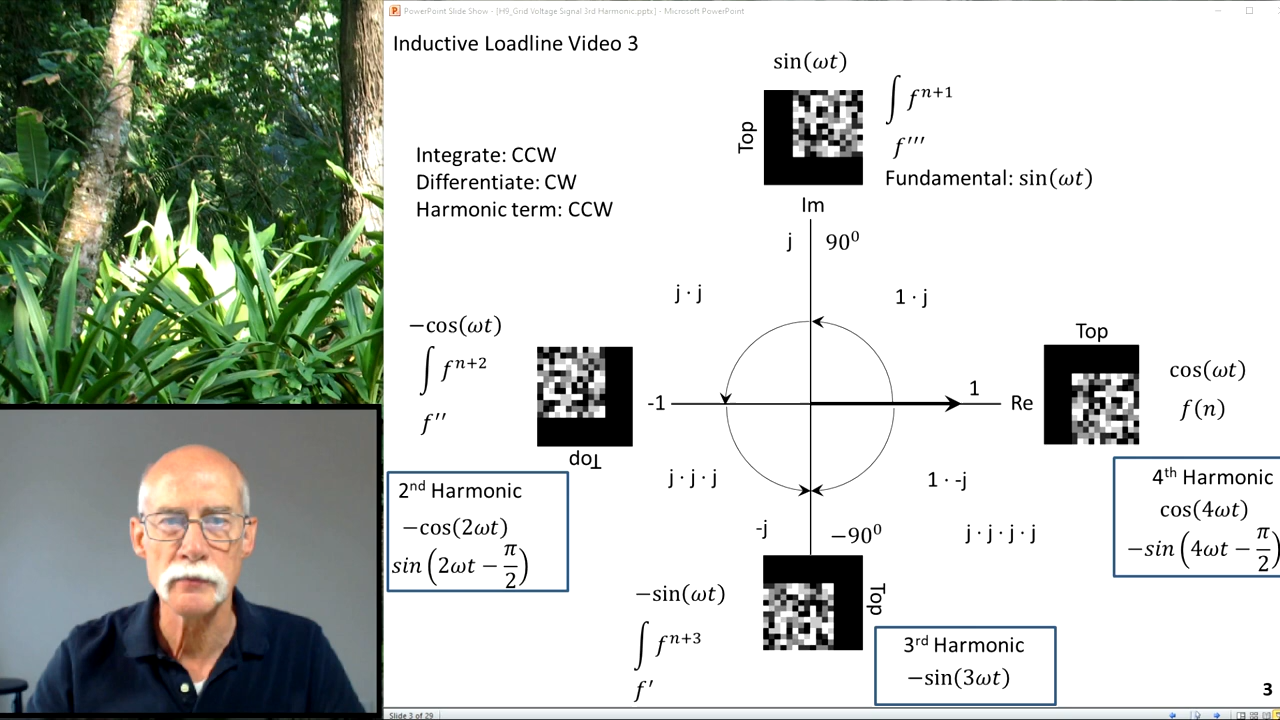 PowerPoint Slide Show - [H9_Grid Voltage Signal 3rd Harmonic.pptx] - Microsoft PowerPoint
Inductive Loadline Video 3
sin(ωt)
∫ fⁿ⁺¹
Top
f′′′
Fundamental: sin(ωt)
Integrate: CCW
Differentiate: CW
Harmonic term: CCW
Im
j 90⁰
j · j
1 · j
−cos(ωt)
∫ fⁿ⁺²
f′′
Top
-1
1
Re
Top
cos(ωt)
f(n)
j · j · j
1 · -j
-j −90⁰
j · j · j · j
2ⁿᵈ Harmonic
−cos(2ωt)
sin(2ωt − π/2)
4ᵗʰ Harmonic
cos(4ωt)
−sin(4ωt − π/2)
−sin(ωt)
∫ fⁿ⁺³
f′
Top
3ʳᵈ Harmonic
−sin(3ωt)
3
Slide 3 of 29